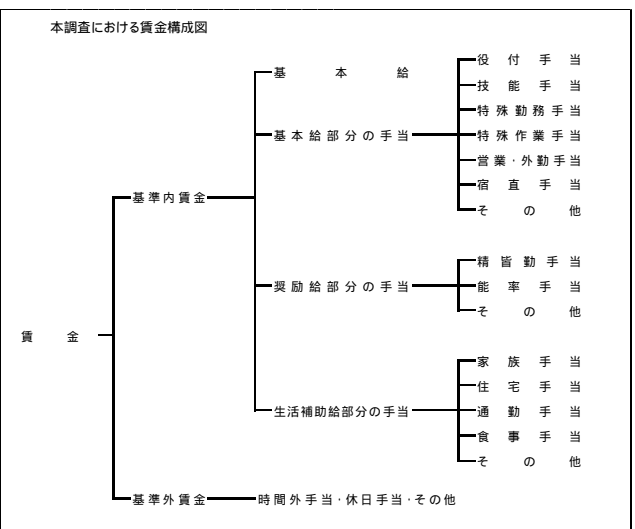 本調査における賃金構成図
役付手当
基本給
技能手当
特殊勤務手当
基本給部分の手当
特殊作業手当
営業・外勤手当
宿直手当
基準内賃金
その他
精皆勤手当
奨励給部分の手当
能率手当
その他
賃金
家族手当
住宅手当
生活補助給部分の手当
通勤手当
食事手当
その他
基準外賃金
時間外手当・休日手当・その他